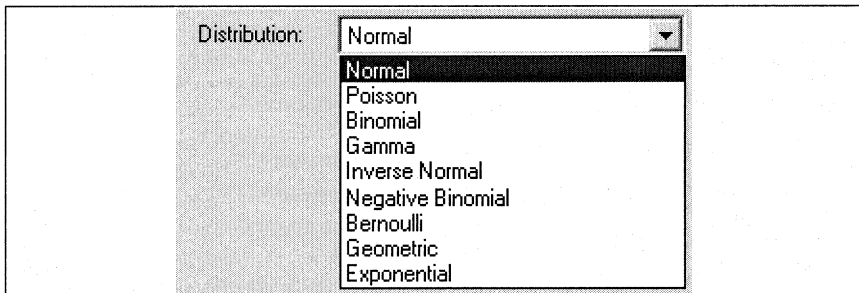 Distribution: Normal
Normal
Poisson
Binomial
Gamma
Inverse Normal
Negative Binomial
Bernoulli
Geometric
Exponential